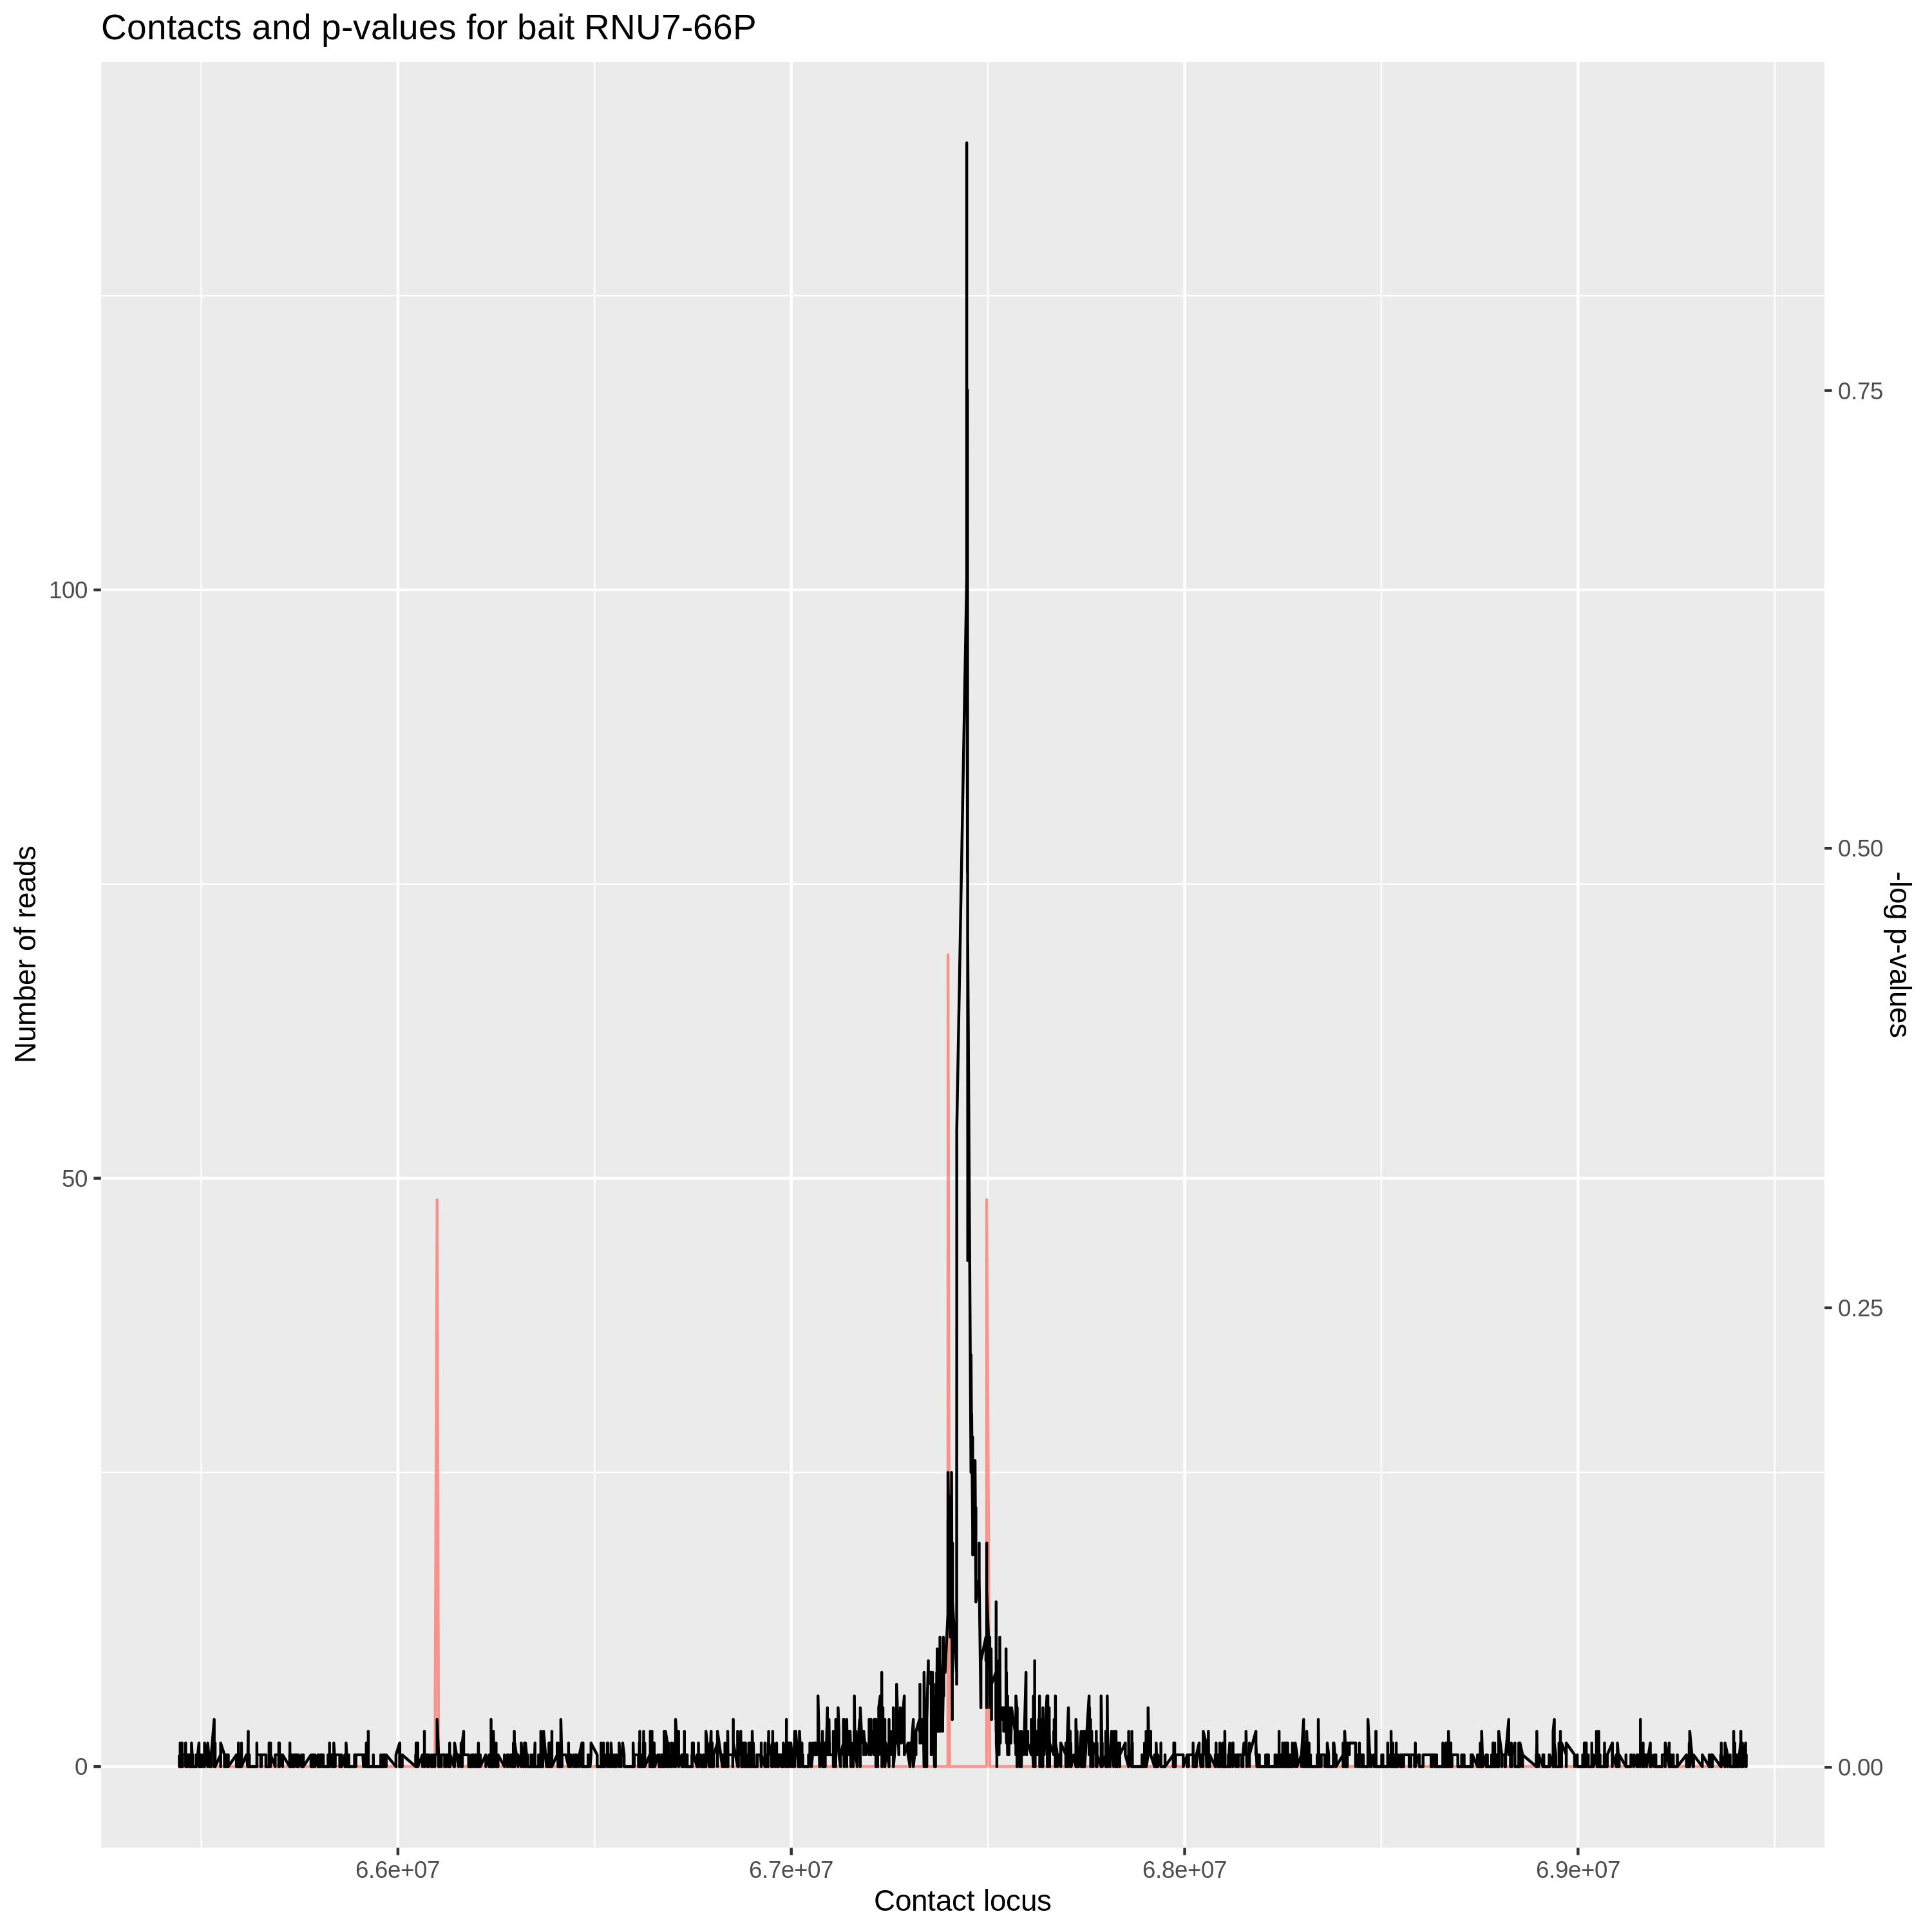 Contacts and p-values for bait RNU7-66P
100
50
0
Number of reads
0.75
0.50
0.25
0.00
-log p-values
6.6e+07
6.7e+07
6.8e+07
6.9e+07
Contact locus